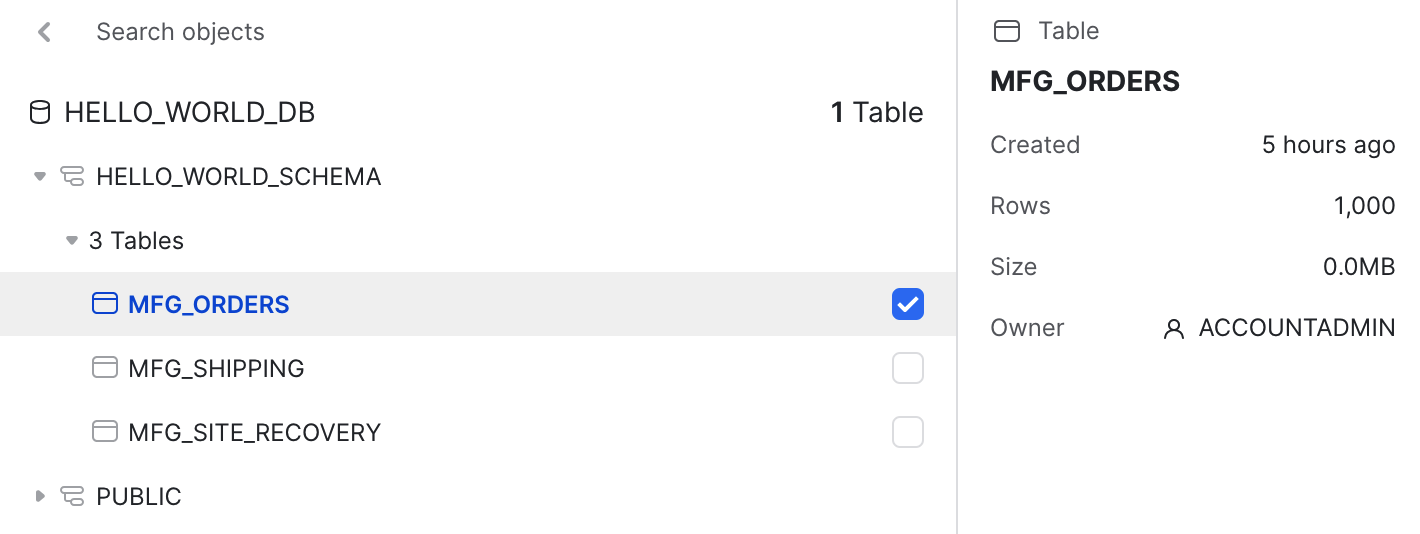 Search objects
HELLO_WORLD_DB 1 Table
HELLO_WORLD_SCHEMA
3 Tables
MFG_ORDERS
MFG_SHIPPING
MFG_SITE_RECOVERY
PUBLIC
Table
MFG_ORDERS
Created 5 hours ago
Rows 1,000
Size 0.0MB
Owner ACCOUNTADMIN